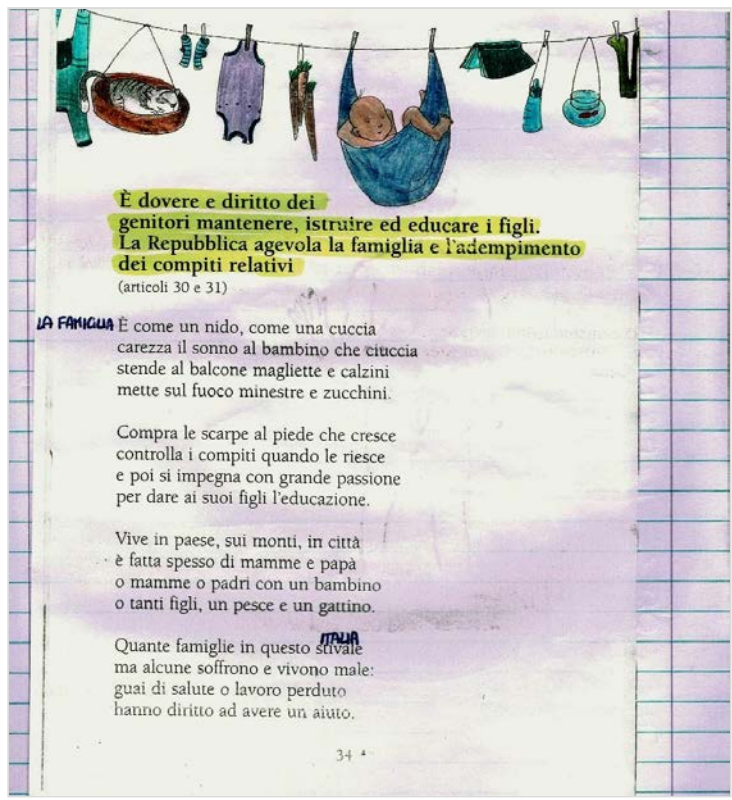 È dovere e diritto dei
genitori mantenere, istruire ed educare i figli.
La Repubblica agevola la famiglia e l'adempimento
dei compiti relativi
(articoli 30 e 31)
LA FAMIGLIA È come un nido, come una cuccia
carezza il sonno al bambino che ciuccia
stende al balcone magliette e calzini
mette sul fuoco minestre e zucchini.
Compra le scarpe al piede che cresce
controlla i compiti quando le riesce
e poi si impegna con grande passione
per dare ai suoi figli l'educazione.
Vive in paese, sui monti, in città
è fatta spesso di mamme e papà
o mamme o padri con un bambino
o tanti figli, un pesce e un gattino.
ITALIA
Quante famiglie in questo stivale
ma alcune soffrono e vivono male:
guai di salute o lavoro perduto
hanno diritto ad avere un aiuto.
34